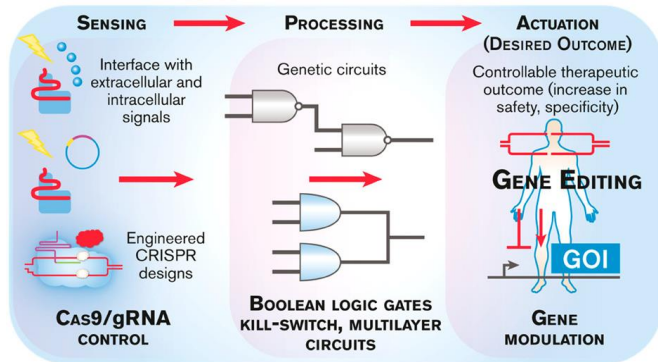 SENSING
Interface with
extracellular and
intracellular
signals
Engineered
CRISPR
designs
CAS9/gRNA
CONTROL
PROCESSING
Genetic circuits
BOOLEAN LOGIC GATES
KILL-SWITCH, MULTILAYER
CIRCUITS
ACTUATION
(DESIRED OUTCOME)
Controllable therapeutic
outcome (increase in
safety, specificity)
GENE EDITING
GOI
GENE
MODULATION